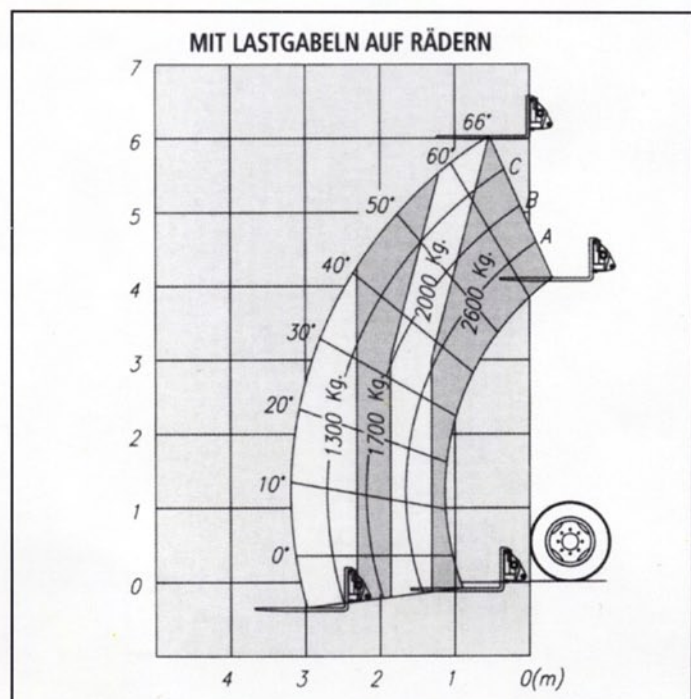 MIT LASTGABELN AUF RÄDERN
7
6
5
4
3
2
1
0
66°
60°
50°
40°
30°
20°
10°
0°
C
B
A
1300 Kg.
1700 Kg.
2000 Kg.
2600 Kg.
4 3 2 1 0(m)